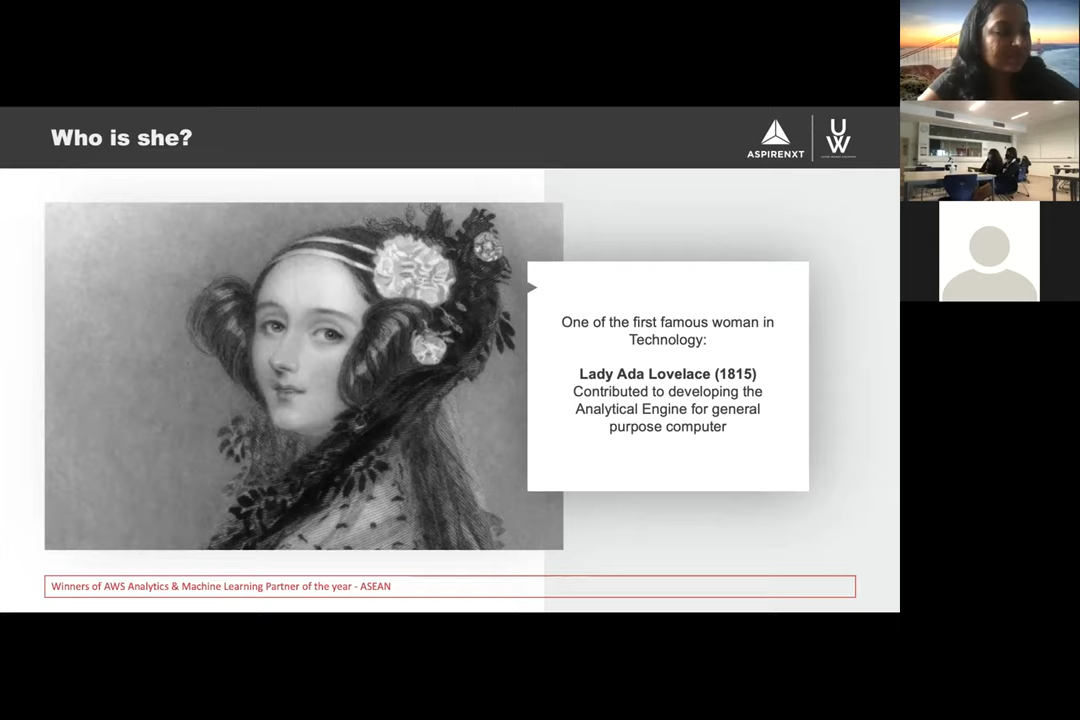 Who is she?
ASPIRENXT
UW
One of the first famous woman in
Technology:
Lady Ada Lovelace (1815)
Contributed to developing the
Analytical Engine for general
purpose computer
Winners of AWS Analytics & Machine Learning Partner of the year - ASEAN